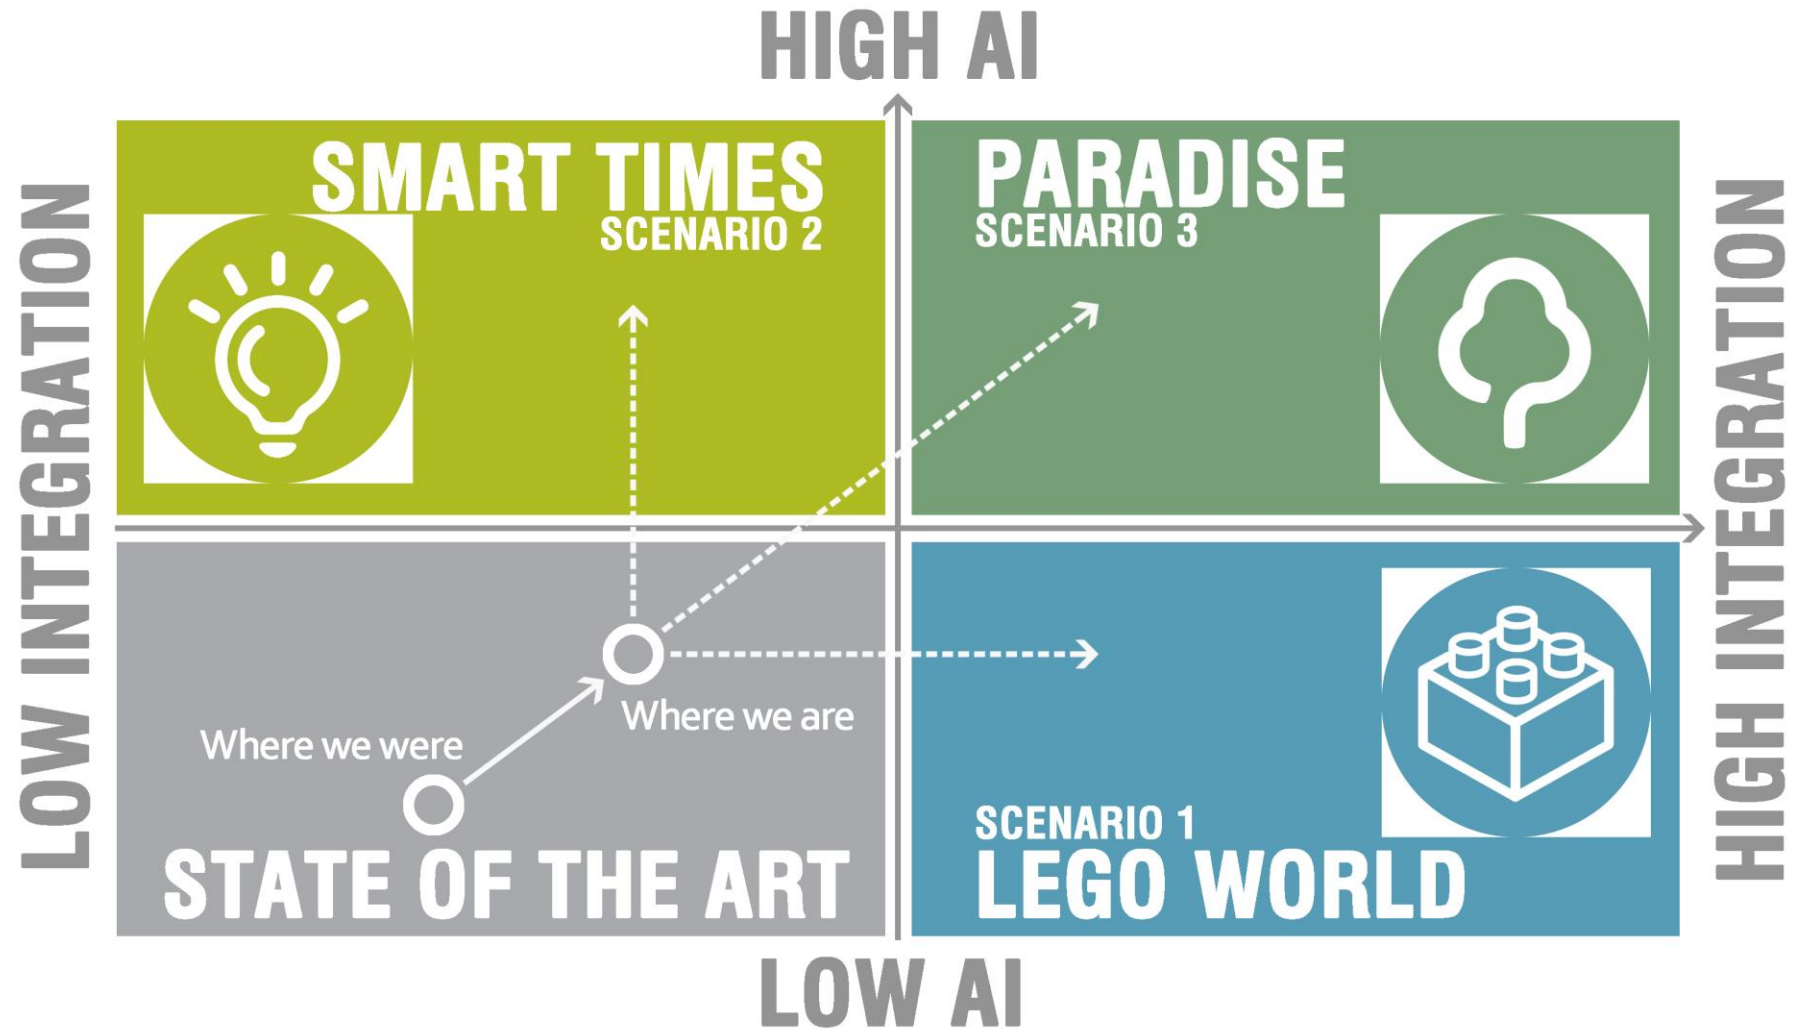 HIGH AI
SMART TIMES
SCENARIO 2
PARADISE
SCENARIO 3
LOW INTEGRATION
HIGH INTEGRATION
Where we were
Where we are
STATE OF THE ART
SCENARIO 1
LEGO WORLD
LOW AI